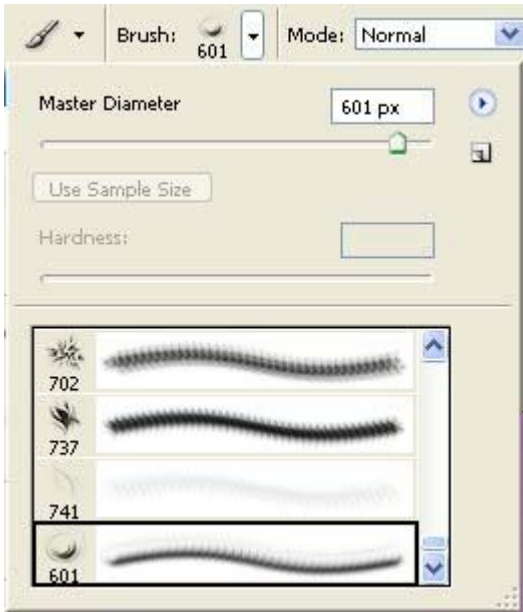 Brush: 601 Mode: Normal
Master Diameter 601 px
Use Sample Size
Hardness:
702
737
741
601